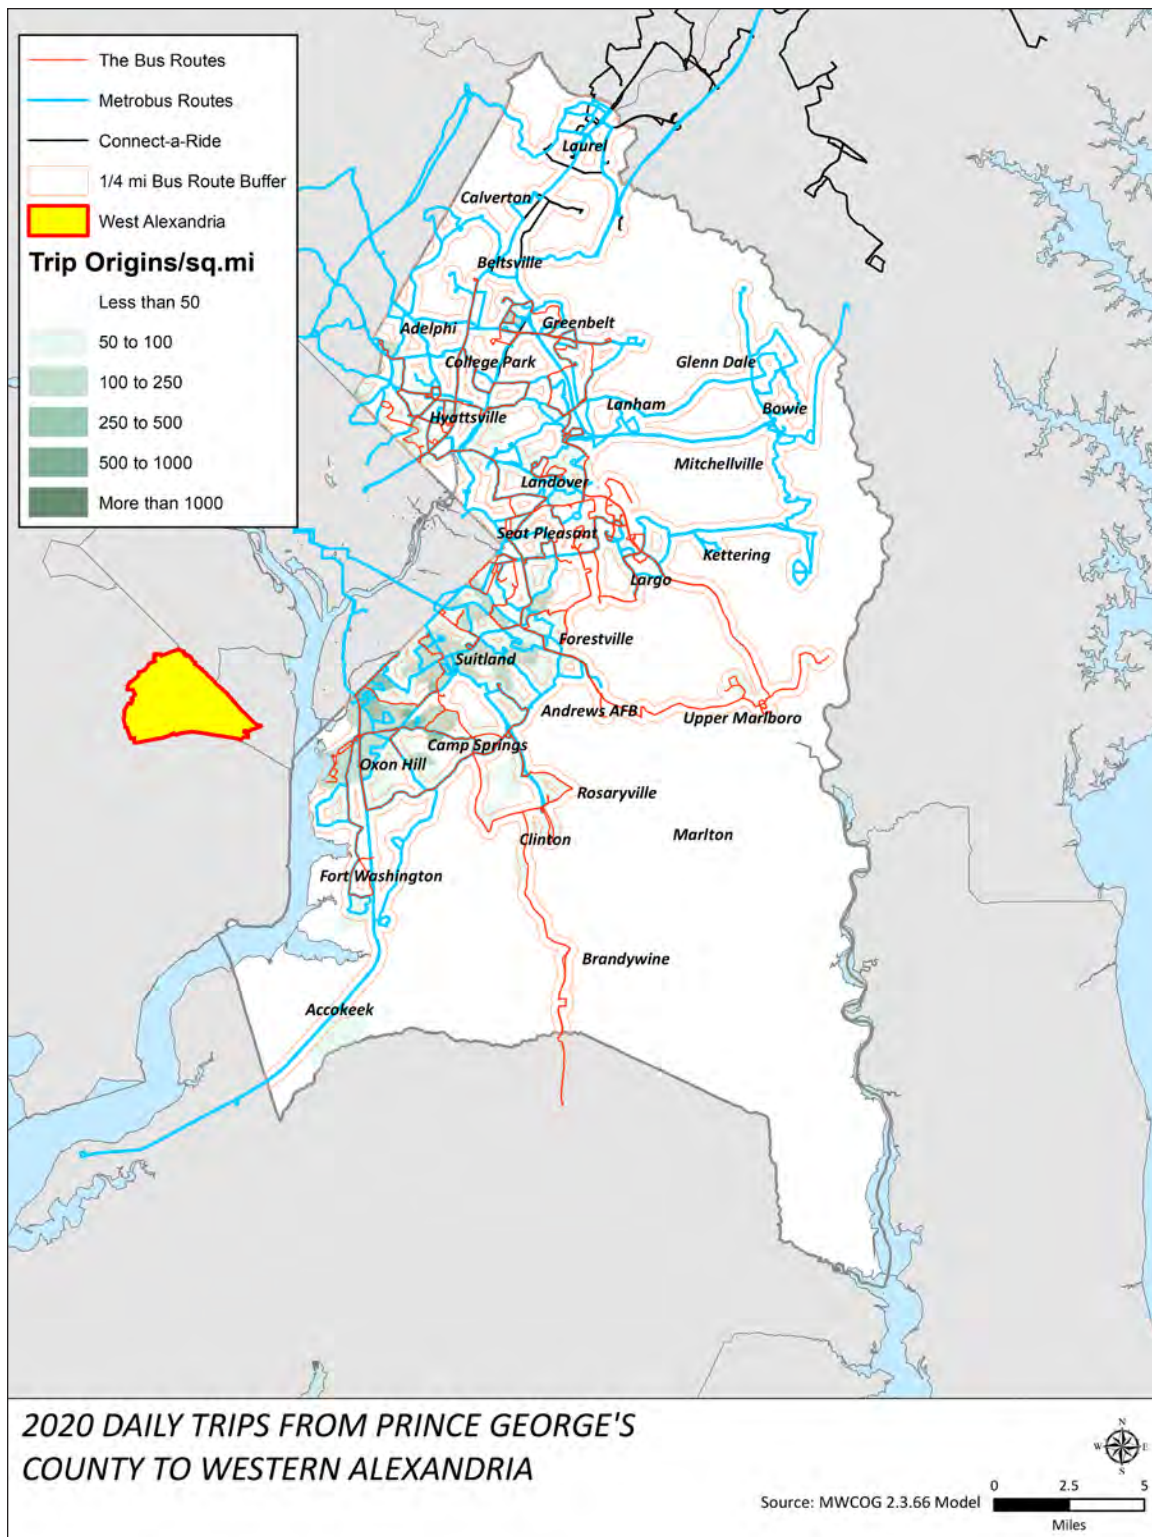 The Bus Routes
Metrobus Routes
Connect-a-Ride
1/4 mi Bus Route Buffer
West Alexandria
Trip Origins/sq.mi
Less than 50
50 to 100
100 to 250
250 to 500
500 to 1000
More than 1000
Laurel
Calverton
Beltsville
Adelphi
Greenbelt
College Park
Glenn Dale
Hyattsville
Lanham
Bowie
Mitchellville
Landover
Seat Pleasant
Kettering
Largo
Forestville
Suitland
Andrews AFB
Upper Marlboro
Camp Springs
Oxon Hill
Rosaryville
Clinton
Marlton
Fort Washington
Brandywine
Accokeek
2020 DAILY TRIPS FROM PRINCE GEORGE'S
COUNTY TO WESTERN ALEXANDRIA
N
W E
S
Source: MWCOG 2.3.66 Model
0 2.5 5
Miles